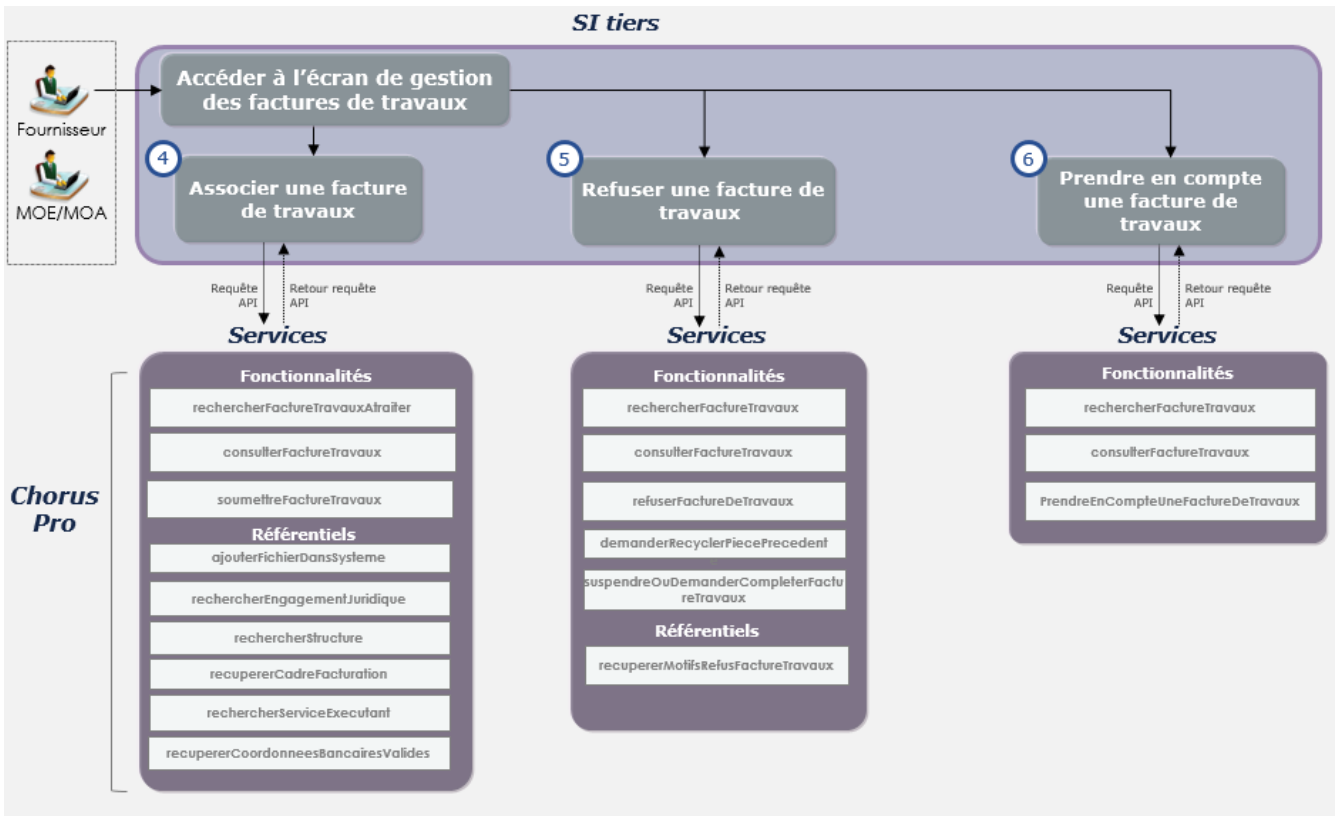 SI tiers
Fournisseur
MOE/MOA
Accéder à l'écran de gestion
des factures de travaux
4
Associer une facture
de travaux
5
Refuser une facture de
travaux
6
Prendre en compte
une facture de
travaux
Requête
API
Retour requête
API
Requête
API
Retour requête
API
Requête
API
Retour requête
API
Chorus
Pro
Services
Fonctionnalités
rechercherFactureTravauxAtraiter
consulterFactureTravaux
soumettreFactureTravaux
Référentiels
ajouterFichierDansSysteme
rechercherEngagementJuridique
rechercherStructure
recupererCadreFacturation
rechercherServiceExecutant
recupererCoordonneesBancairesValides
Services
Fonctionnalités
rechercherFactureTravaux
consulterFactureTravaux
refuserFactureDeTravaux
demanderRecyclerPiecePrecedent
suspendreOuDemanderCompleterFactu
reTravaux
Référentiels
recupererMotifsRefusFactureTravaux
Services
Fonctionnalités
rechercherFactureTravaux
consulterFactureTravaux
PrendreEnCompteUneFactureDeTravaux